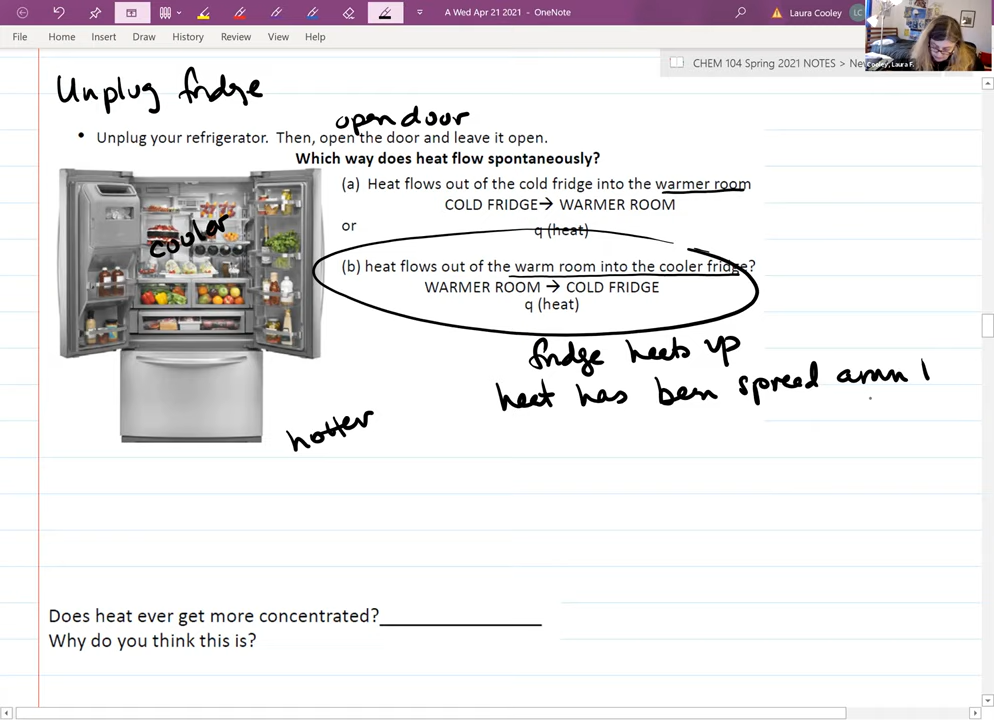 A Wed Apr 21 2021 - OneNote
Laura Cooley
LC
File Home Insert Draw History Review View Help
CHEM 104 Spring 2021 NOTES > New
Cooley, Laura F.
Unplug fridge
open door
• Unplug your refrigerator. Then, open the door and leave it open.
Which way does heat flow spontaneously?
(a) Heat flows out of the cold fridge into the warmer room
COLD FRIDGE→ WARMER ROOM
or
q (heat)
cooler
(b) heat flows out of the warm room into the cooler fridge?
WARMER ROOM → COLD FRIDGE
q (heat)
fridge heats up
heat has been spread
hotter
Does heat ever get more concentrated?
Why do you think this is?